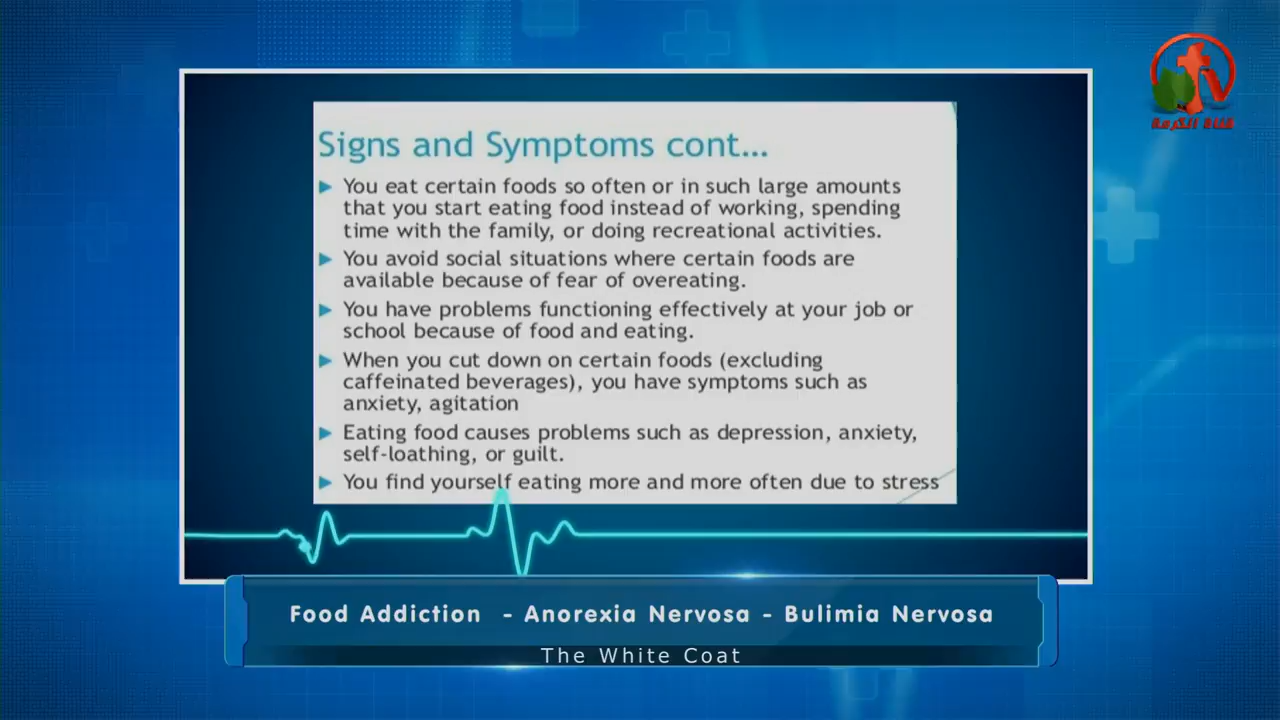 قناة الكرمة
Signs and Symptoms cont...
You eat certain foods so often or in such large amounts
that you start eating food instead of working, spending
time with the family, or doing recreational activities.
You avoid social situations where certain foods are
available because of fear of overeating.
You have problems functioning effectively at your job or
school because of food and eating.
When you cut down on certain foods (excluding
caffeinated beverages), you have symptoms such as
anxiety, agitation
Eating food causes problems such as depression, anxiety,
self-loathing, or guilt.
You find yourself eating more and more often due to stress
Food Addiction - Anorexia Nervosa - Bulimia Nervosa
The White Coat